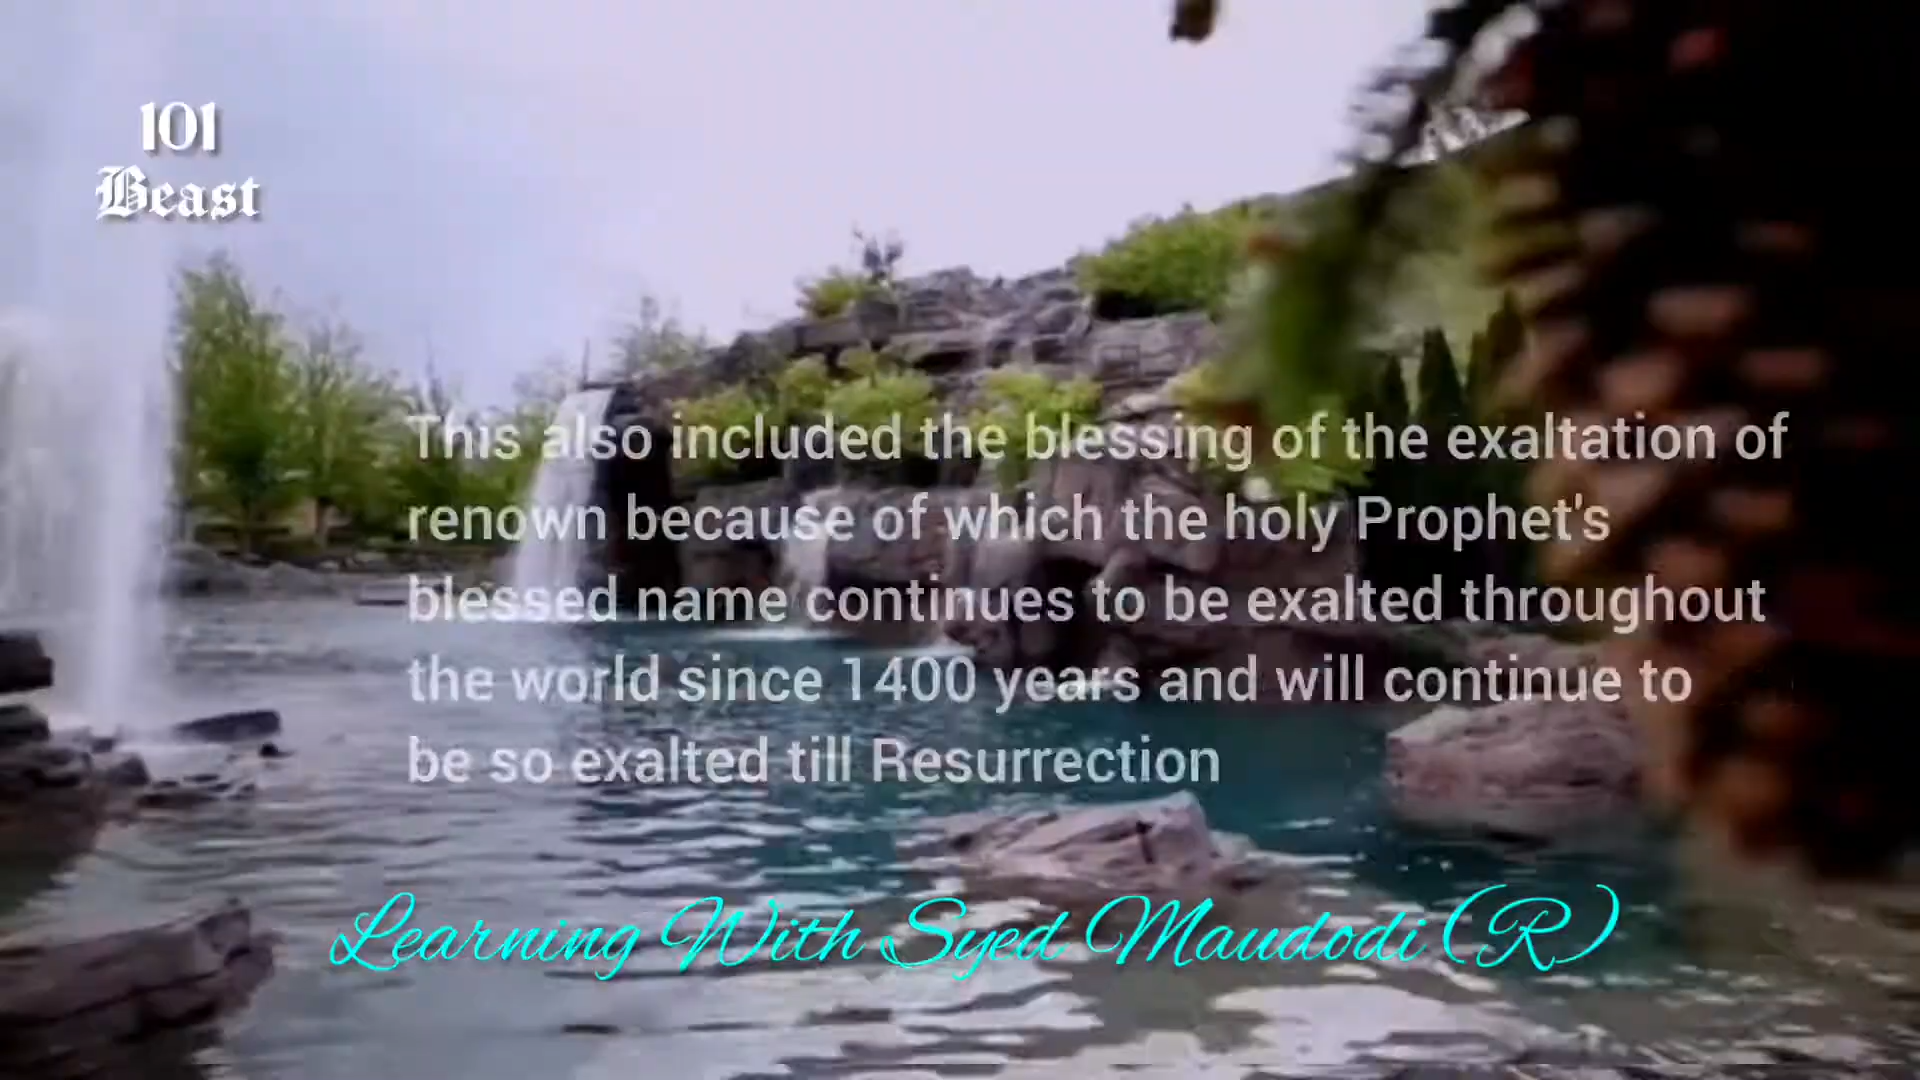 101
Beast
This also included the blessing of the exaltation of
renown because of which the holy Prophet's
blessed name continues to be exalted throughout
the world since 1400 years and will continue to
be so exalted till Resurrection
Learning With Syed Maudodi (R)